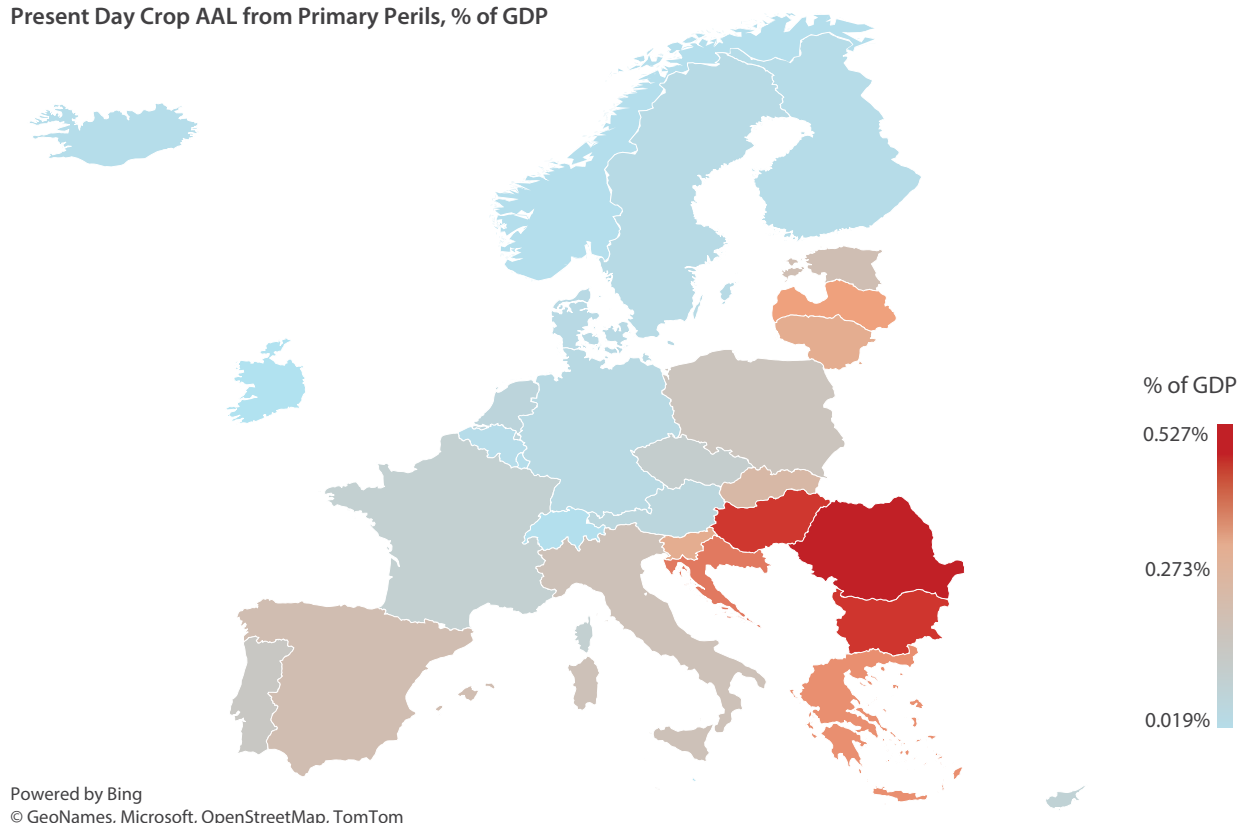 Present Day Crop AAL from Primary Perils, % of GDP
% of GDP
0.527%
0.273%
0.019%
Powered by Bing
© GeoNames, Microsoft, OpenStreetMap, TomTom